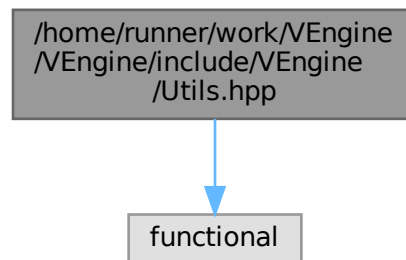 /home/runner/work/VEngine
/VEngine/include/VEngine
/Utils.hpp
functional